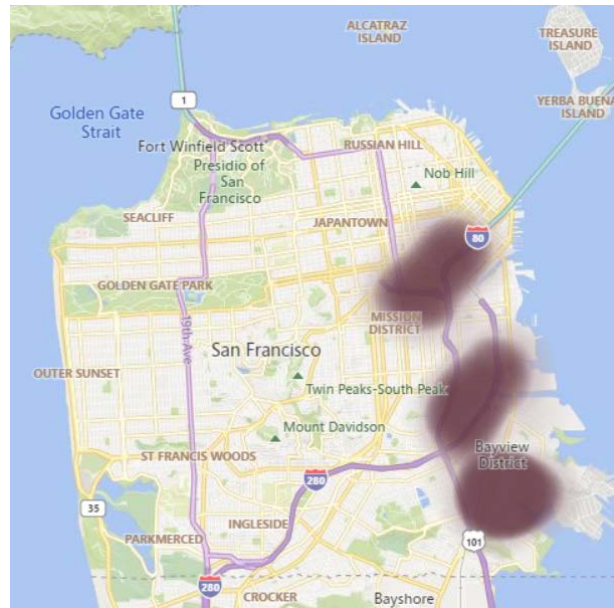 ALCATRAZ
ISLAND
TREASURE
ISLAND
YERBA BUENA
ISLAND
1
Golden Gate
Strait
Fort Winfield Scott
Presidio of
San
Francisco
RUSSIAN HILL
Nob Hill
SEACLIFF
JAPANTOWN
80
GOLDEN GATE PARK
19th Ave
MISSION
DISTRICT
San Francisco
OUTER SUNSET
Twin Peaks-South Peak
Mount Davidson
ST FRANCIS WOODS
Bayview
District
280
35
INGLESIDE
PARKMERCED
101
280
CROCKER
Bayshore